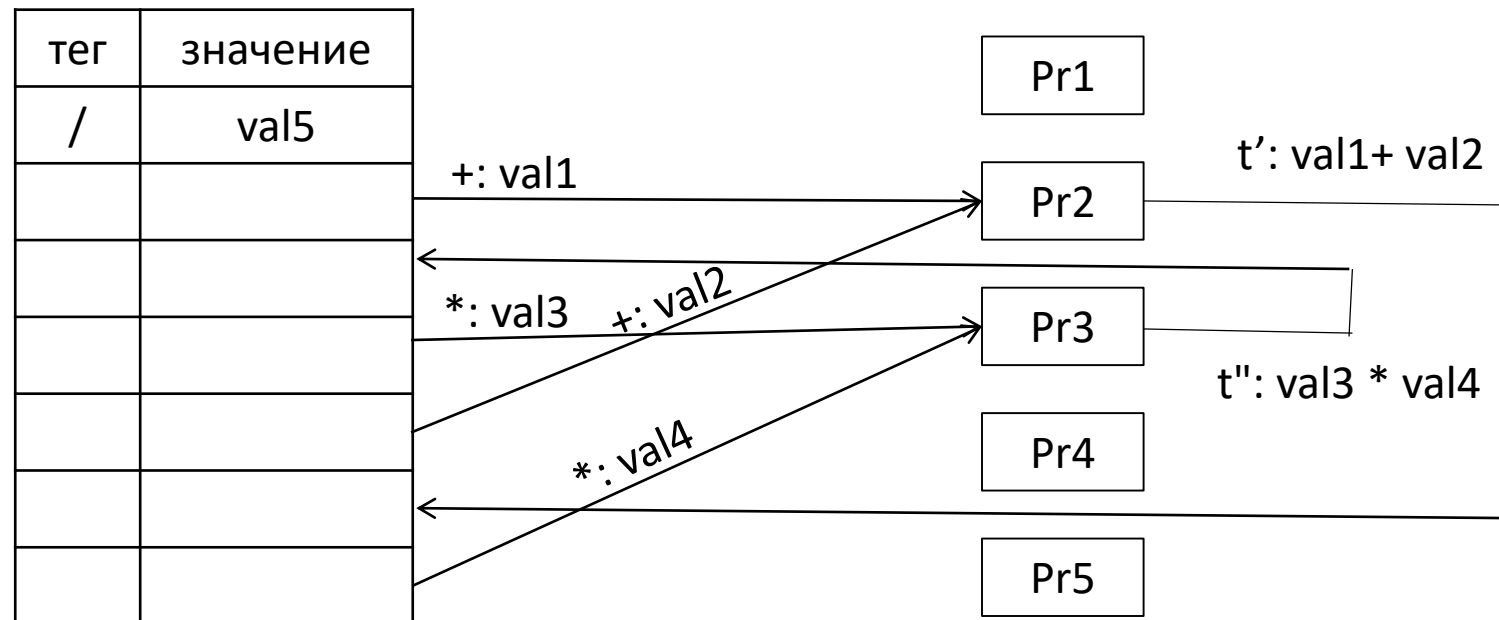 тег значение
/ val5
+: val1
*: val3
+: val2
*: val4
Pr1
Pr2
Pr3
Pr4
Pr5
t’: val1+ val2
t": val3 * val4